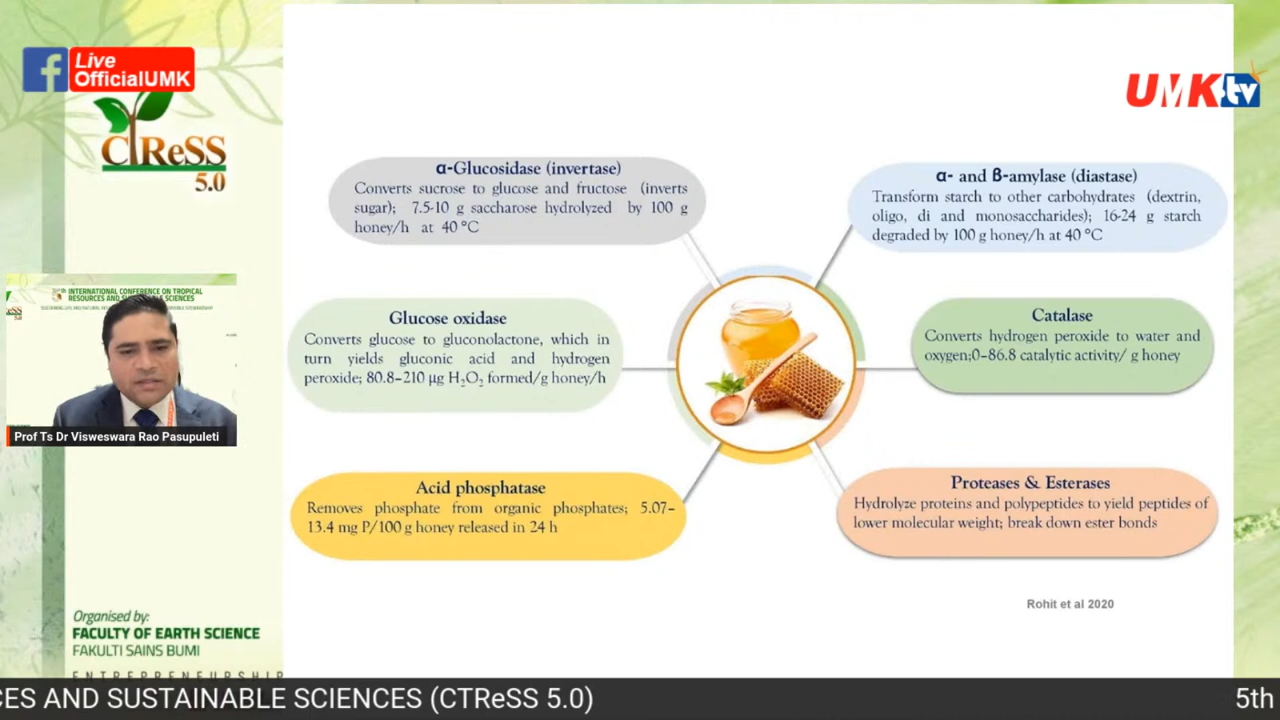 Live
OfficialUMK
CTReSS
5.0
UMK tv
α-Glucosidase (invertase)
Converts sucrose to glucose and fructose (inverts
sugar); 7.5-10 g saccharose hydrolyzed by 100 g
honey/h at 40 °C
α- and β-amylase (diastase)
Transform starch to other carbohydrates (dextrin,
oligo, di and monosaccharides); 16-24 g starch
degraded by 100 g honey/h at 40 °C
Glucose oxidase
Converts glucose to gluconolactone, which in
turn yields gluconic acid and hydrogen
peroxide; 80.8–210 µg H₂O₂ formed/g honey/h
Catalase
Converts hydrogen peroxide to water and
oxygen;0–86.8 catalytic activity/ g honey
Acid phosphatase
Removes phosphate from organic phosphates; 5.07–
13.4 mg P/100 g honey released in 24 h
Proteases & Esterases
Hydrolyze proteins and polypeptides to yield peptides of
lower molecular weight; break down ester bonds
Rohit et al 2020
INTERNATIONAL CONFERENCE ON TROPICAL
RESOURCES AND SCIENCES
Prof Ts Dr Visweswara Rao Pasupuleti
Organised by:
FACULTY OF EARTH SCIENCE
FAKULTI SAINS BUMI
ENTREPRENEURSHIP
CES AND SUSTAINABLE SCIENCES (CTReSS 5.0)
5th